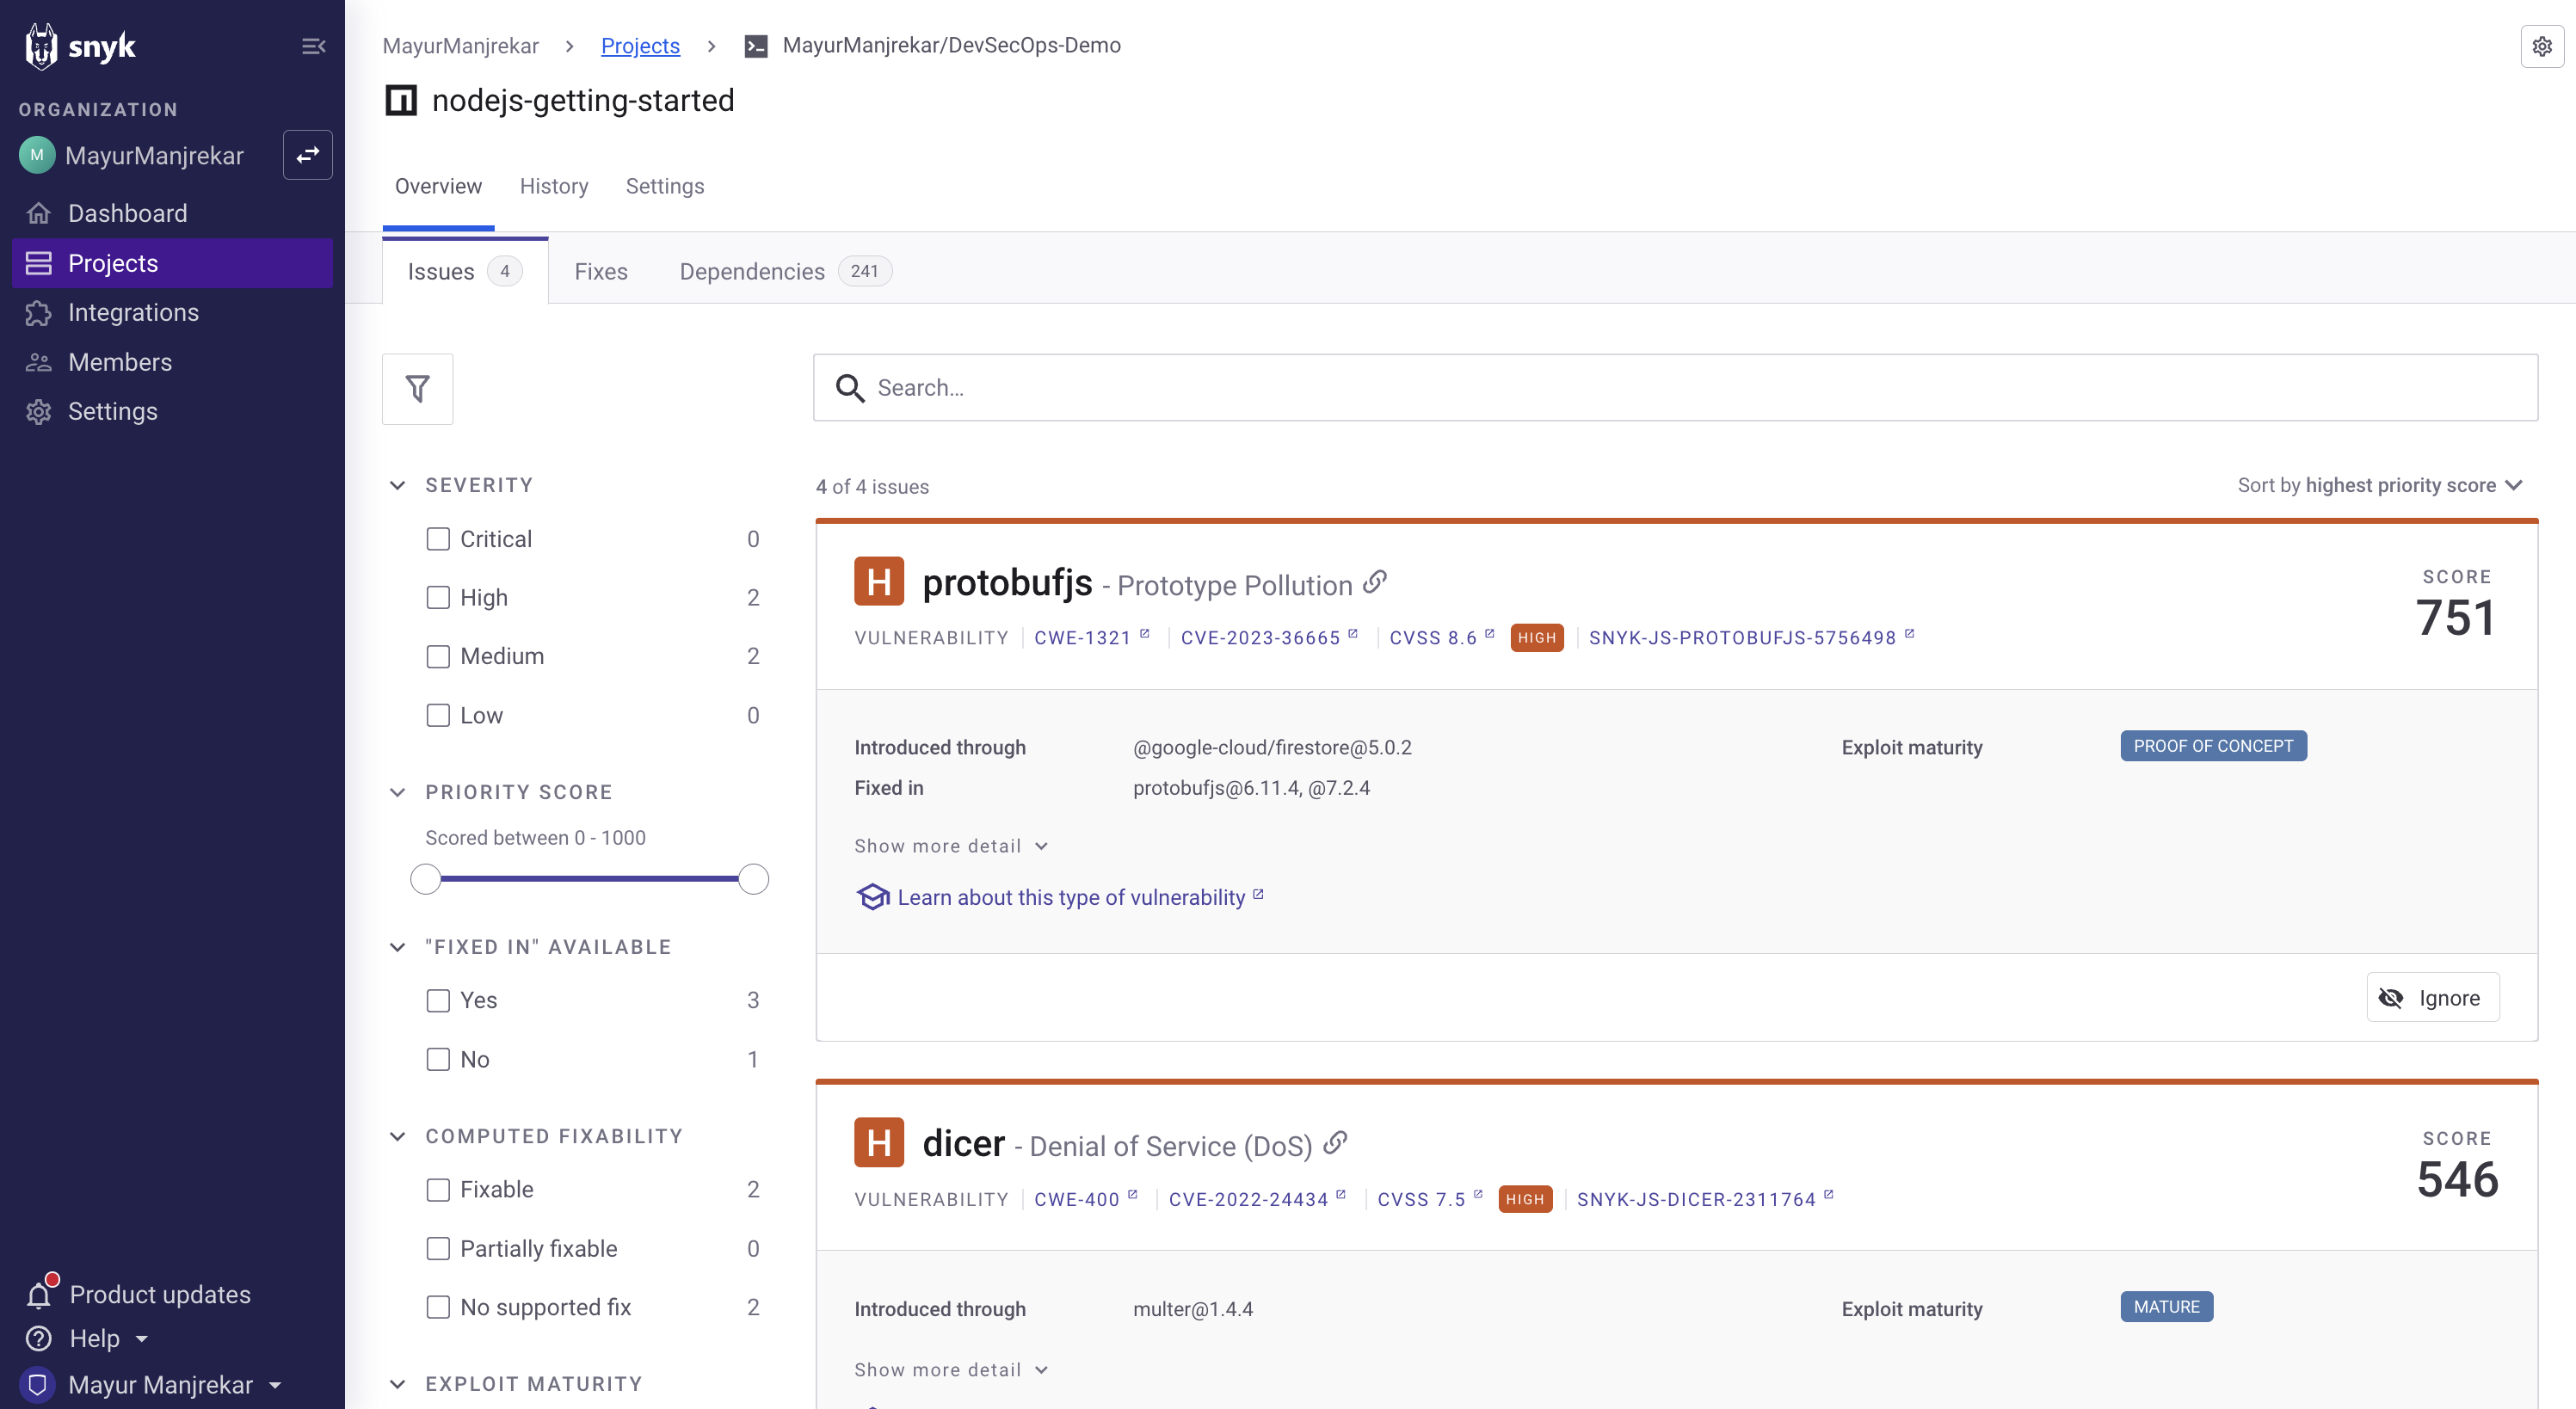 snyk
ORGANIZATION
M MayurManjrekar
Dashboard
Projects
Integrations
Members
Settings
Product updates
Help
Mayur Manjrekar
MayurManjrekar > Projects > MayurManjrekar/DevSecOps-Demo
nodejs-getting-started
Overview History Settings
Issues 4 Fixes Dependencies 241
Search...
SEVERITY
Critical 0
High 2
Medium 2
Low 0
PRIORITY SCORE
Scored between 0 - 1000
"FIXED IN" AVAILABLE
Yes 3
No 1
COMPUTED FIXABILITY
Fixable 2
Partially fixable 0
No supported fix 2
EXPLOIT MATURITY
4 of 4 issues Sort by highest priority score
H protobufjs - Prototype Pollution
SCORE
751
VULNERABILITY CWE-1321 CVE-2023-36665 CVSS 8.6 HIGH SNYK-JS-PROTOBUFJS-5756498
Introduced through @google-cloud/firestore@5.0.2 Exploit maturity PROOF OF CONCEPT
Fixed in protobufjs@6.11.4, @7.2.4
Show more detail
Learn about this type of vulnerability
Ignore
H dicer - Denial of Service (DoS)
SCORE
546
VULNERABILITY CWE-400 CVE-2022-24434 CVSS 7.5 HIGH SNYK-JS-DICER-2311764
Introduced through multer@1.4.4 Exploit maturity MATURE
Show more detail